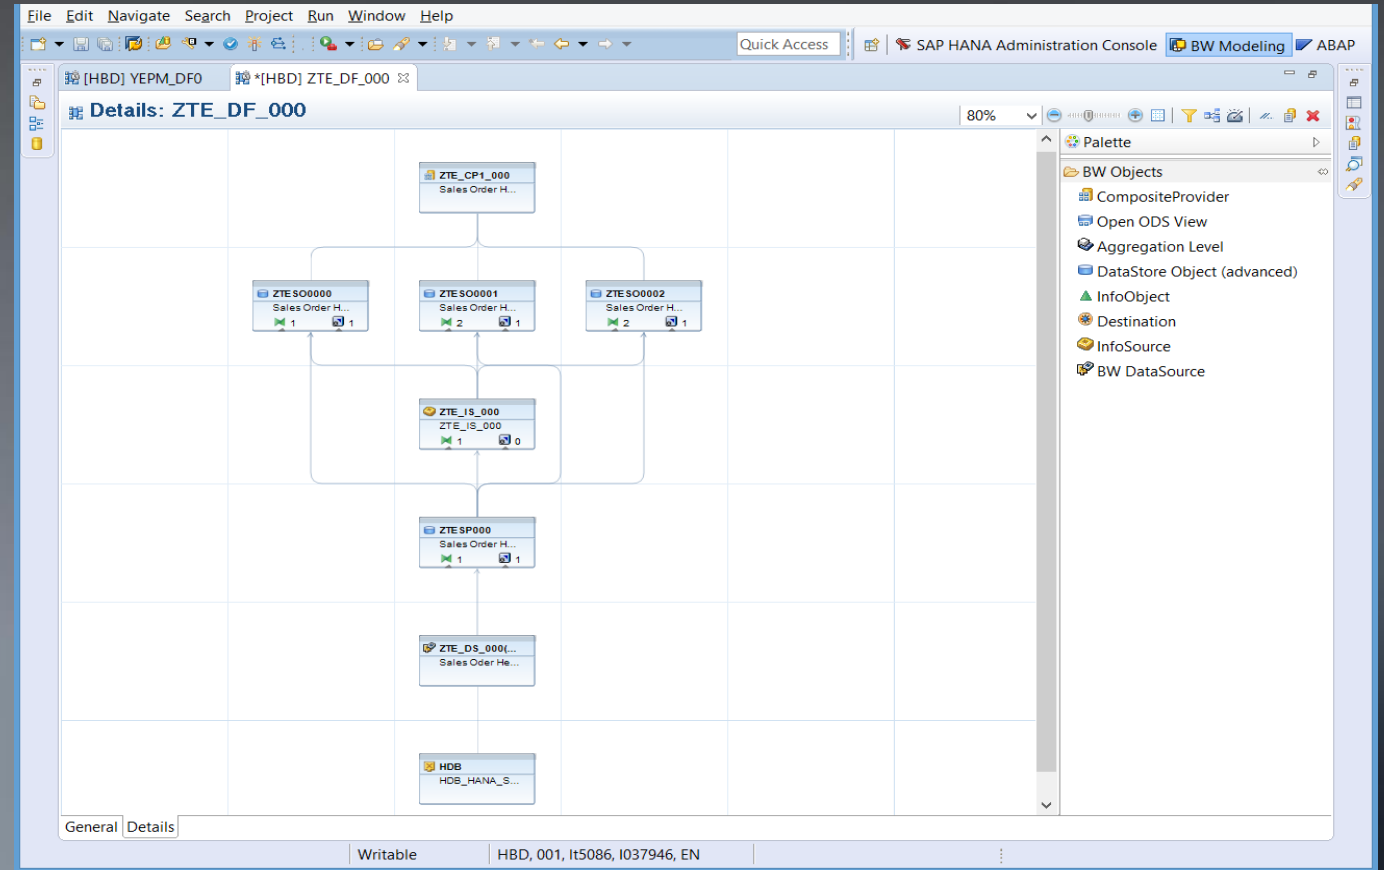 File Edit Navigate Search Project Run Window Help
Quick Access SAP HANA Administration Console BW Modeling ABAP
[HBD] YEPM_DF0 *[HBD] ZTE_DF_000
Details: ZTE_DF_000
80%
Palette
BW Objects
CompositeProvider
Open ODS View
Aggregation Level
DataStore Object (advanced)
InfoObject
Destination
InfoSource
BW DataSource
ZTE_CP1_000
Sales Order H...
ZTESO0000
Sales Order H...
1 1
ZTESO0001
Sales Order H...
2 1
ZTESO0002
Sales Order H...
2 1
ZTE_IS_000
ZTE_IS_000
1 0
ZTESP000
Sales Order H...
1 1
ZTE_DS_000(...
Sales Oder He...
HDB
HDB_HANA_S...
General Details
Writable HBD, 001, It5086, I037946, EN